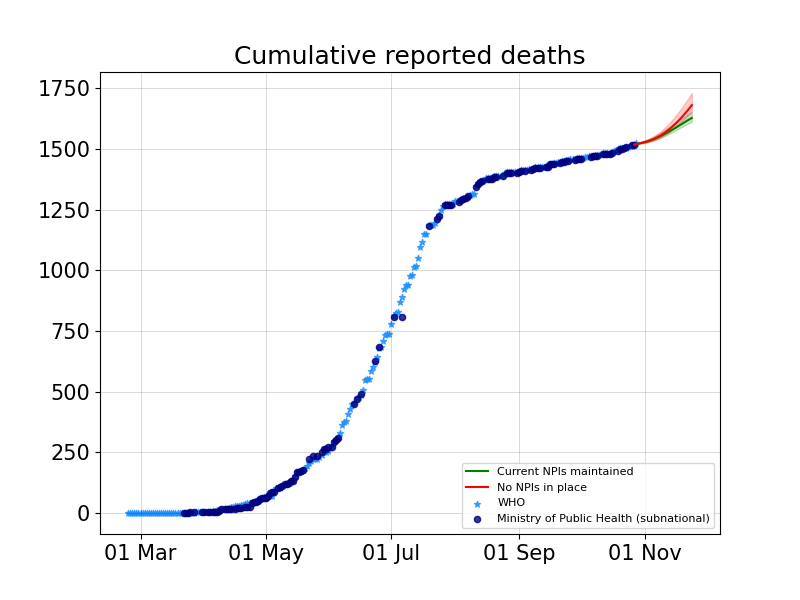 Cumulative reported deaths
1750
1500
1250
1000
750
500
250
0
01 Mar
01 May
01 Jul
01 Sep
01 Nov
Current NPIs maintained
No NPIs in place
WHO
Ministry of Public Health (subnational)